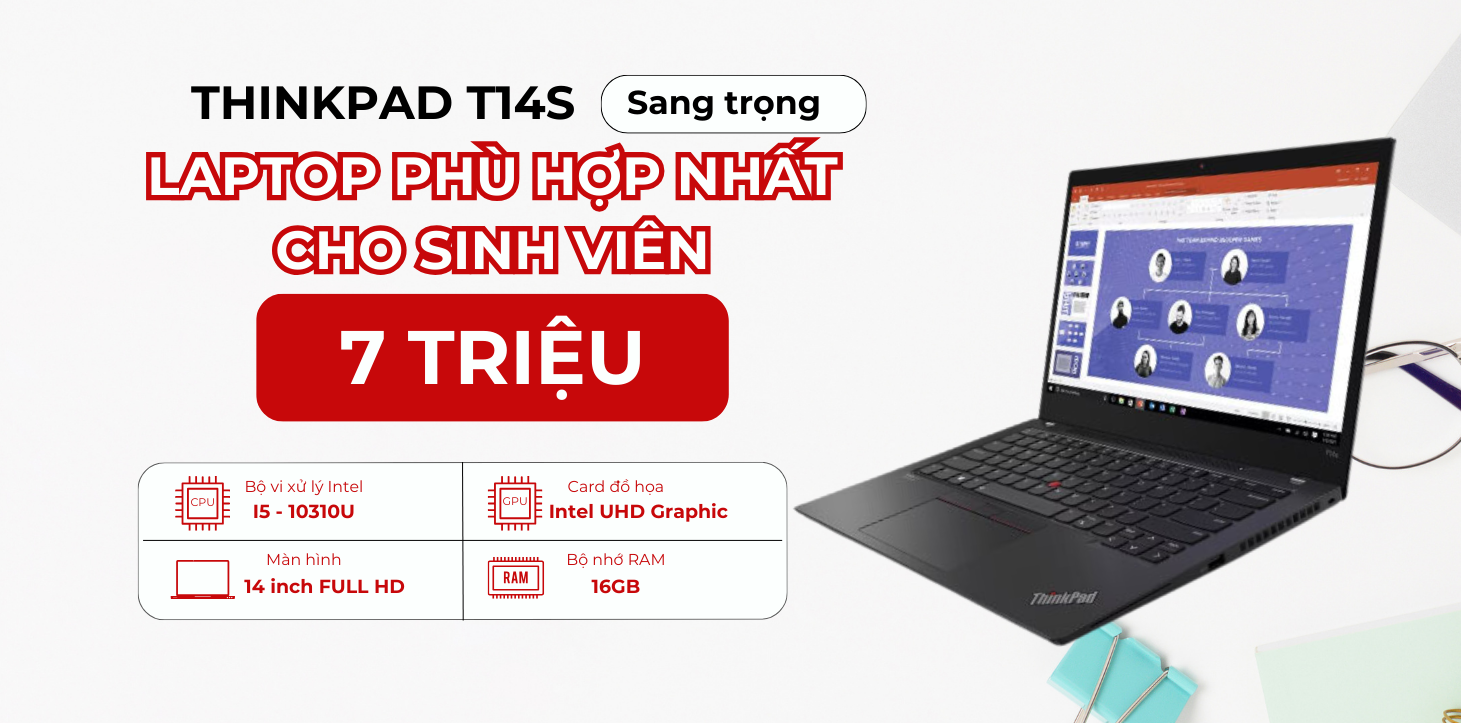 THINKPAD T14S
Sang trọng
LAPTOP PHÙ HỢP NHẤT
CHO SINH VIÊN
7 TRIỆU
CPU
Bộ vi xử lý Intel
I5 - 10310U
GPU
Card đồ họa
Intel UHD Graphic
Màn hình
14 inch FULL HD
RAM
Bộ nhớ RAM
16GB
ThinkPad
T14s